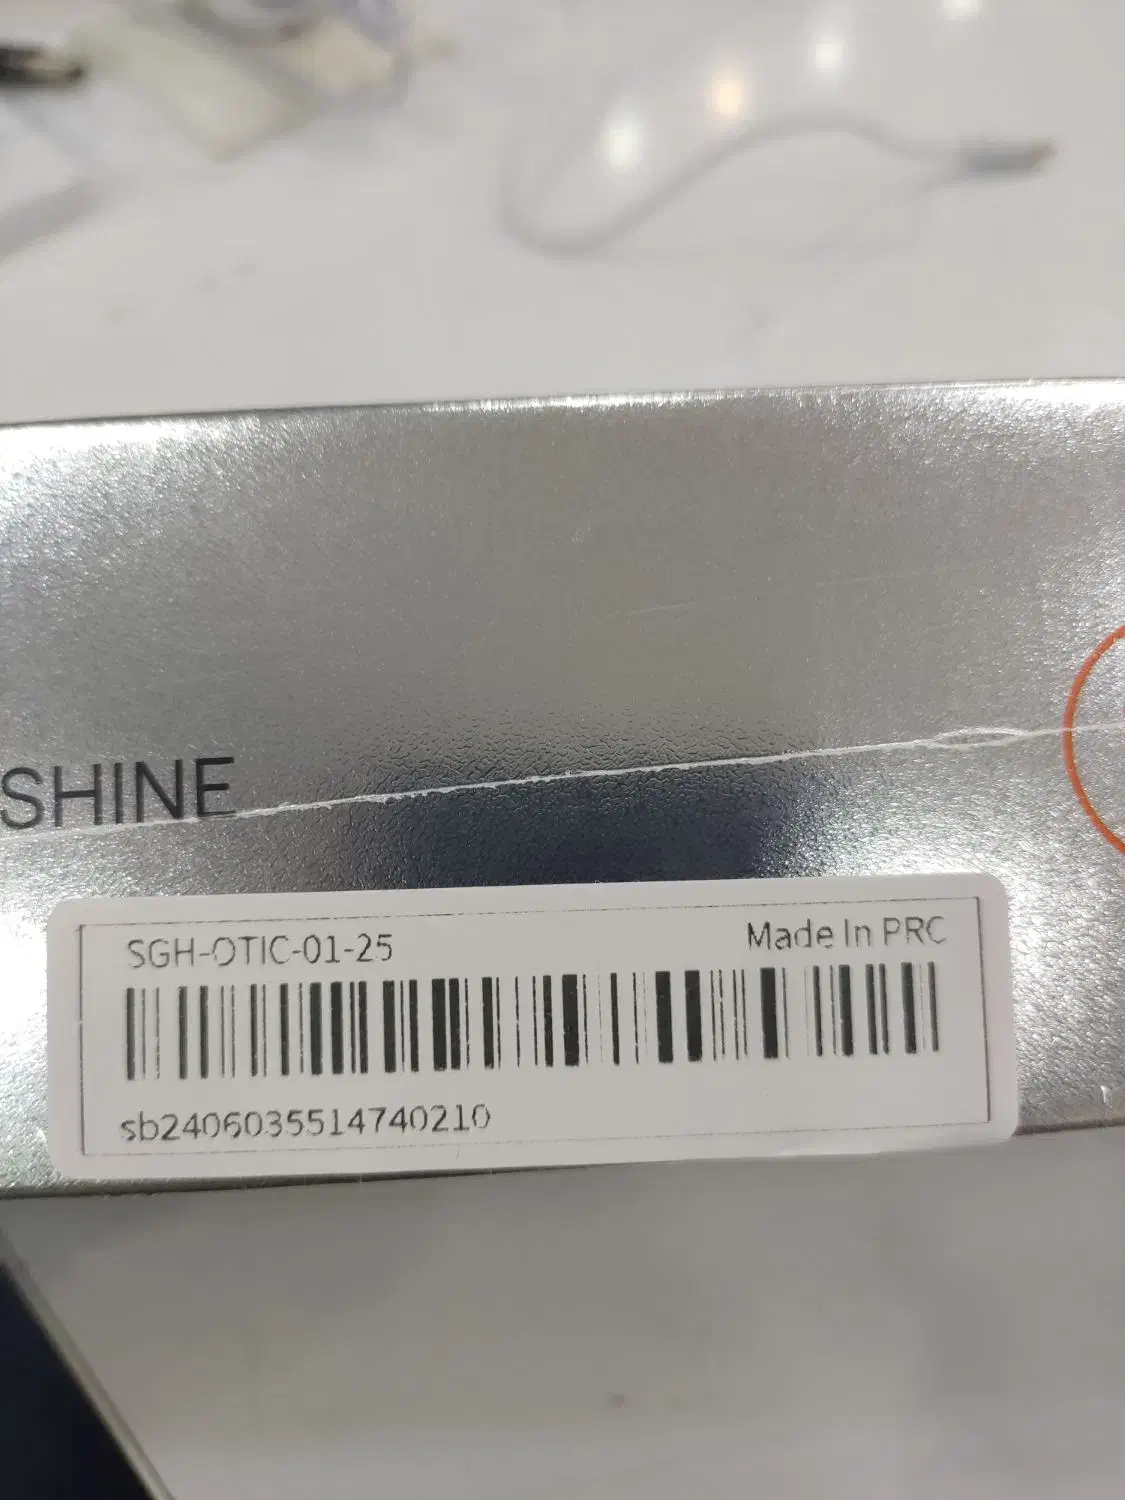 SHINE
SGH-OTIC-01-25
Made In PRC
sb2406035514740210